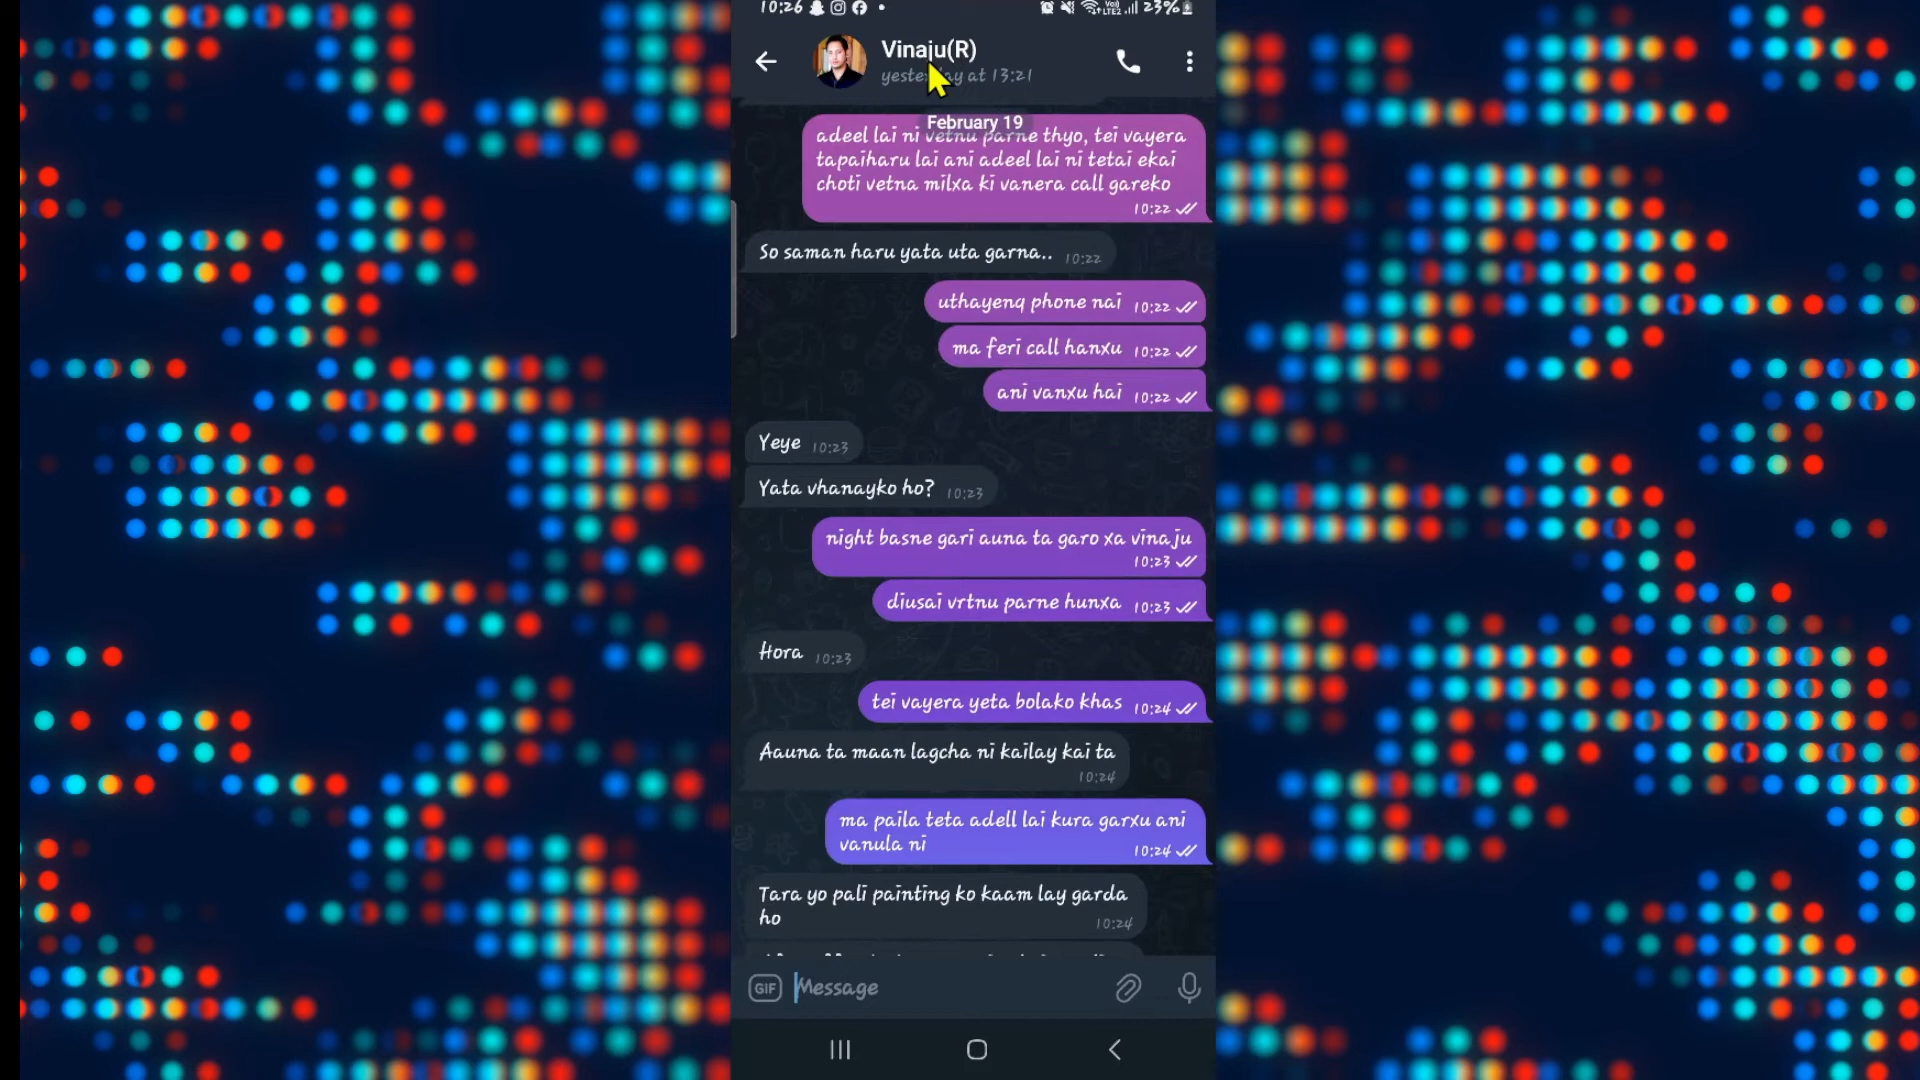 10:26
LTE2 23%
Vinaju(R)
yesterday at 13:21
February 19
adeel lai ni vetnu parne thyo, tei vayera
tapaiharu lai ani adeel lai ni tetai ekai
choti vetna milxa ki vanera call gareko
10:22
So saman haru yata uta garna.. 10:22
uthayenq phone nai 10:22
ma feri call hanxu 10:22
ani vanxu hai 10:22
Yeye 10:23
Yata vhanayko ho? 10:23
night basne gari auna ta garo xa vinaju
10:23
diusai vrtnu parne hunxa 10:23
Hora 10:23
tei vayera yeta bolako khas 10:24
Aauna ta maan lagcha ni kailay kai ta
10:24
ma paila teta adell lai kura garxu ani
vanula ni 10:24
Tara yo pali painting ko kaam lay garda
ho 10:24
GIF Message